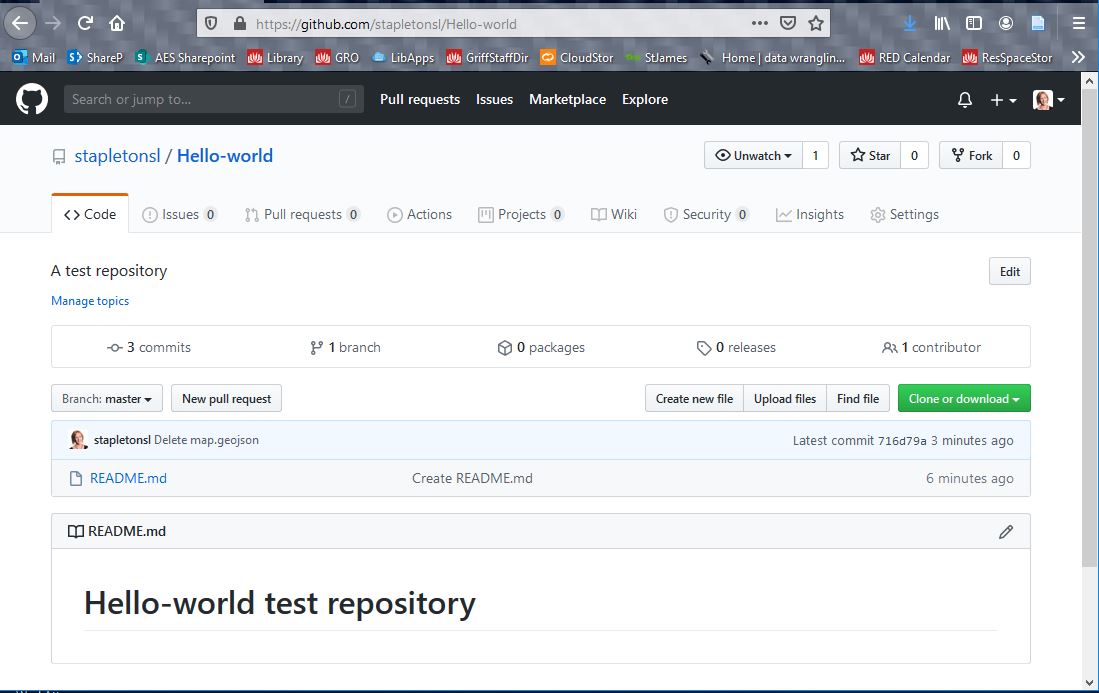 https://github.com/stapletonsl/Hello-world
Mail ShareP AES Sharepoint Library GRO LibApps GriffStaffDir CloudStor StJames Home | data wranglin... RED Calendar ResSpaceStor
Search or jump to... / Pull requests Issues Marketplace Explore
stapletonsl / Hello-world Unwatch 1 Star 0 Fork 0
Code Issues 0 Pull requests 0 Actions Projects 0 Wiki Security 0 Insights Settings
A test repository Edit
Manage topics
3 commits 1 branch 0 packages 0 releases 1 contributor
Branch: master New pull request Create new file Upload files Find file Clone or download
stapletonsl Delete map.geojson Latest commit 716d79a 3 minutes ago
README.md Create README.md 6 minutes ago
README.md
Hello-world test repository